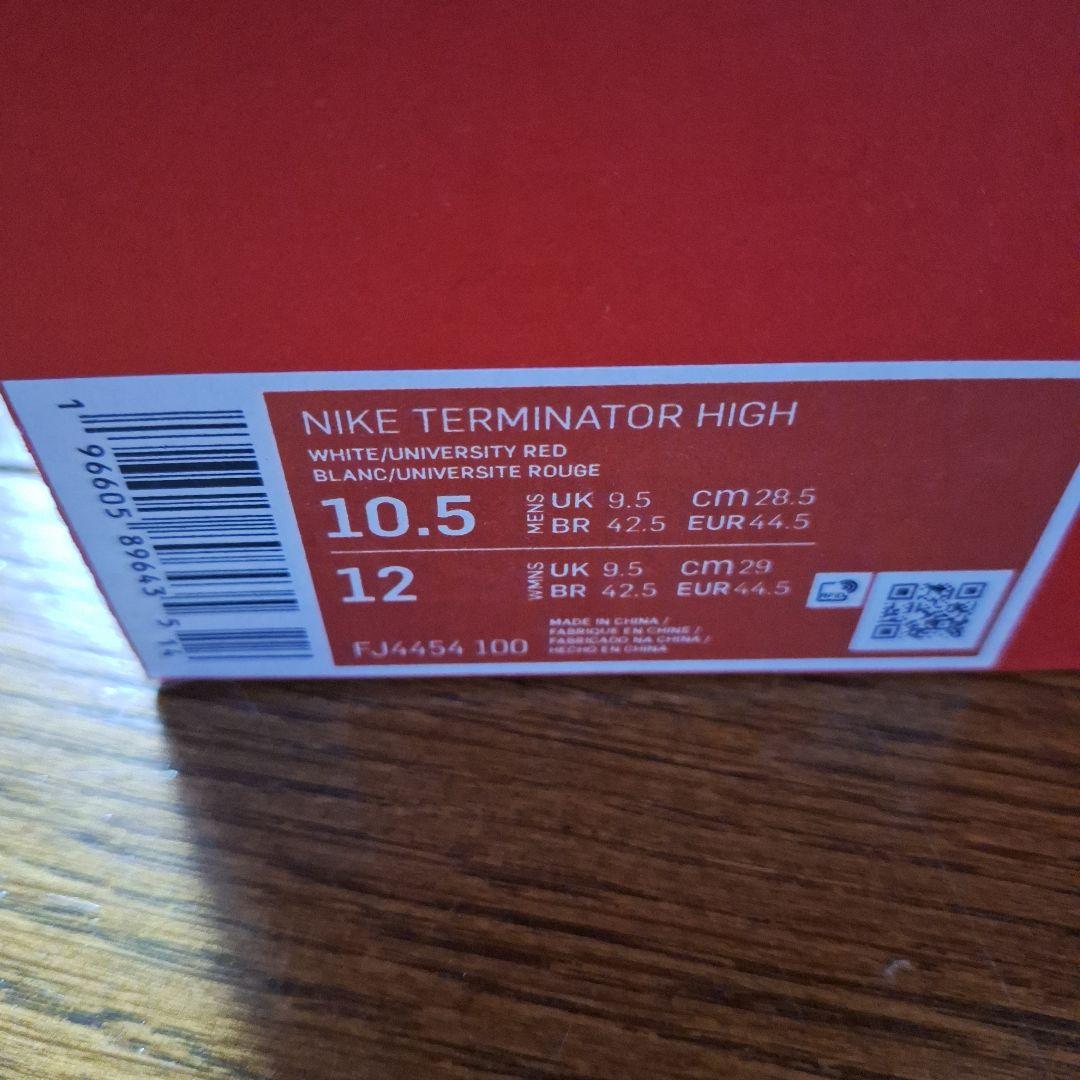 NIKE TERMINATOR HIGH
WHITE/UNIVERSITY RED
BLANC/UNIVERSITE ROUGE
10.5 MENS UK 9.5 cm 28.5
BR 42.5 EUR 44.5
12 WMNS UK 9.5 cm 29
BR 42.5 EUR 44.5
FJ4454 100
MADE IN CHINA /
FABRIQUE EN CHINE /
FABRICADO NA CHINA /
HECHO EN CHINA
RFID
1 96605 89643 5 14